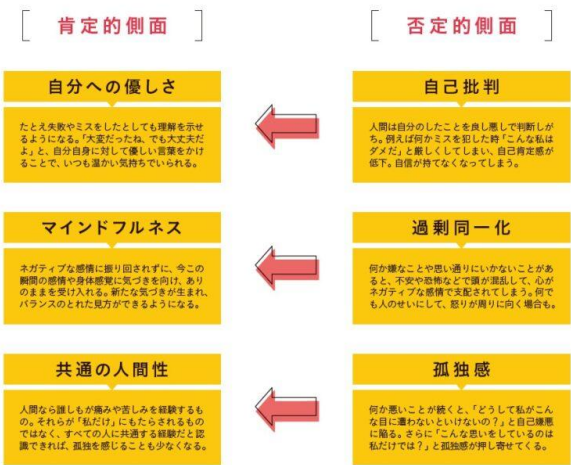 肯定的側面
否定的側面
自分への優しさ
たとえ失敗やミスをしたとしても理解を示せ
るようになる。「大変だったね、でも大丈夫だ
よ」と、自分自身に対して優しい言葉をかけ
ることで、いつも温かい気持ちでいられる。
自己批判
人間は自分のしたことを良し悪しで判断しが
ち。例えば何かミスを犯した時「こんな私は
ダメだ」と厳しくしてしまい、自己肯定感が
低下。自信が持てなくなってしまう。
マインドフルネス
ネガティブな感情に振り回されずに、今この
瞬間の感情や身体感覚に気づきを向け、あり
のままを受け入れる。新たな気づきが生まれ、
バランスのとれた見方ができるようになる。
過剰同一化
何か嫌なことや思い通りにいかないことがあ
ると、不安や恐怖などで頭が混乱して、心が
ネガティブな感情で支配されてしまう。何で
も人のせいにして、怒りが周りに向く場合も。
共通の人間性
人間なら誰しもが痛みや苦しみを経験するも
の。それらが「私だけ」にもたらされるもの
ではなく、すべての人に共通する経験だと認
識できれば、孤独を感じることも少なくなる。
孤独感
何か悪いことが続くと、「どうして私がこん
な目に遭わないといけないの？」と自己嫌悪
に陥る。さらに「こんな思いをしているのは
私だけでは？」と孤独感が押し寄せてくる。